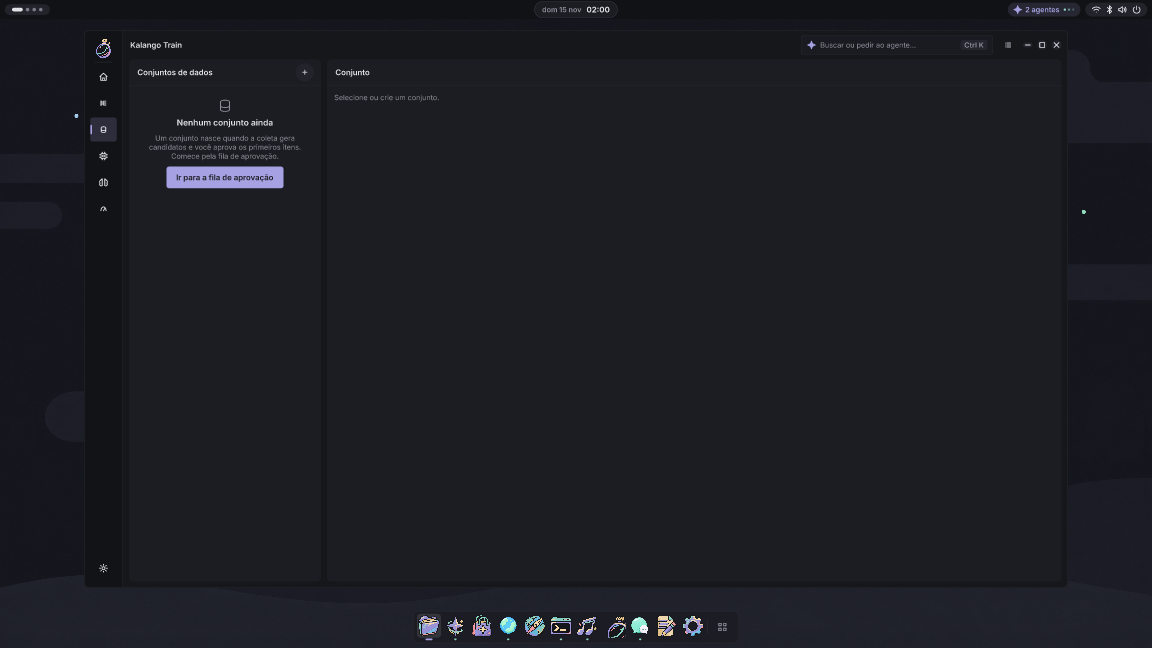 dom 15 nov 02:00
2 agentes
Kalango Train
Buscar ou pedir ao agente...
Ctrl K
Conjuntos de dados
Conjunto
Selecione ou crie um conjunto.
Nenhum conjunto ainda
Um conjunto nasce quando a coleta gera
candidatos e você aprova os primeiros itens.
Comece pela fila de aprovação.
Ir para a fila de aprovação